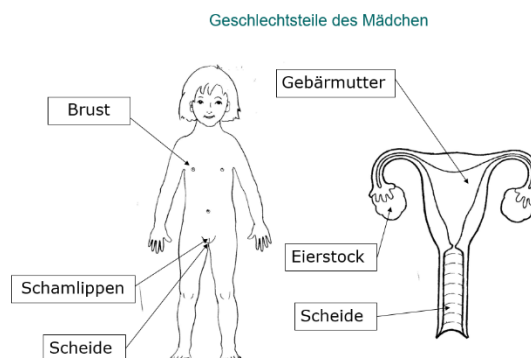 Geschlechtsteile des Mädchen
Brust
Gebärmutter
Eierstock
Schamlippen
Scheide
Scheide